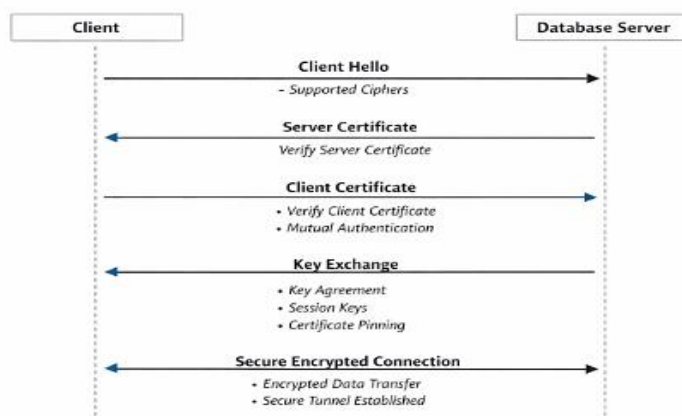 Client
Database Server
Client Hello
- Supported Ciphers
Server Certificate
Verify Server Certificate
Client Certificate
• Verify Client Certificate
• Mutual Authentication
Key Exchange
• Key Agreement
• Session Keys
• Certificate Pinning
Secure Encrypted Connection
• Encrypted Data Transfer
• Secure Tunnel Established